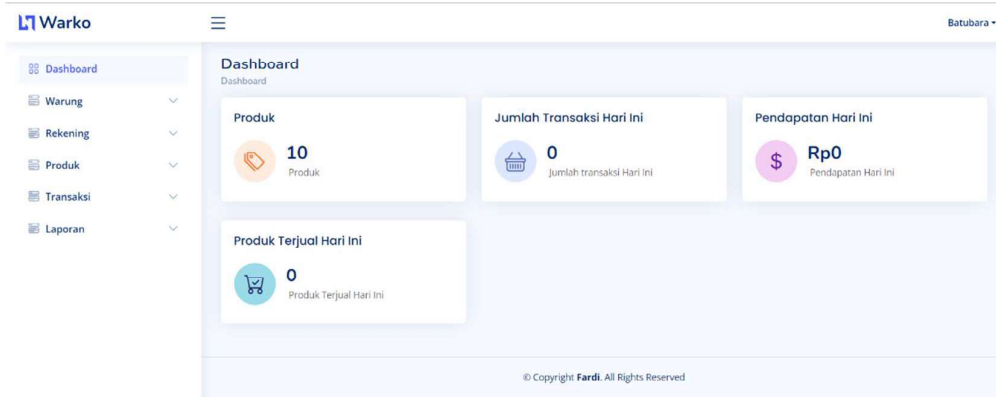 Warko
Batubara
Dashboard
Warung
Rekening
Produk
Transaksi
Laporan
Dashboard
Dashboard
Produk
10
Produk
Jumlah Transaksi Hari Ini
0
Jumlah transaksi Hari Ini
Pendapatan Hari Ini
Rp0
Pendapatan Hari Ini
Produk Terjual Hari Ini
0
Produk Terjual Hari Ini
© Copyright Fardi. All Rights Reserved